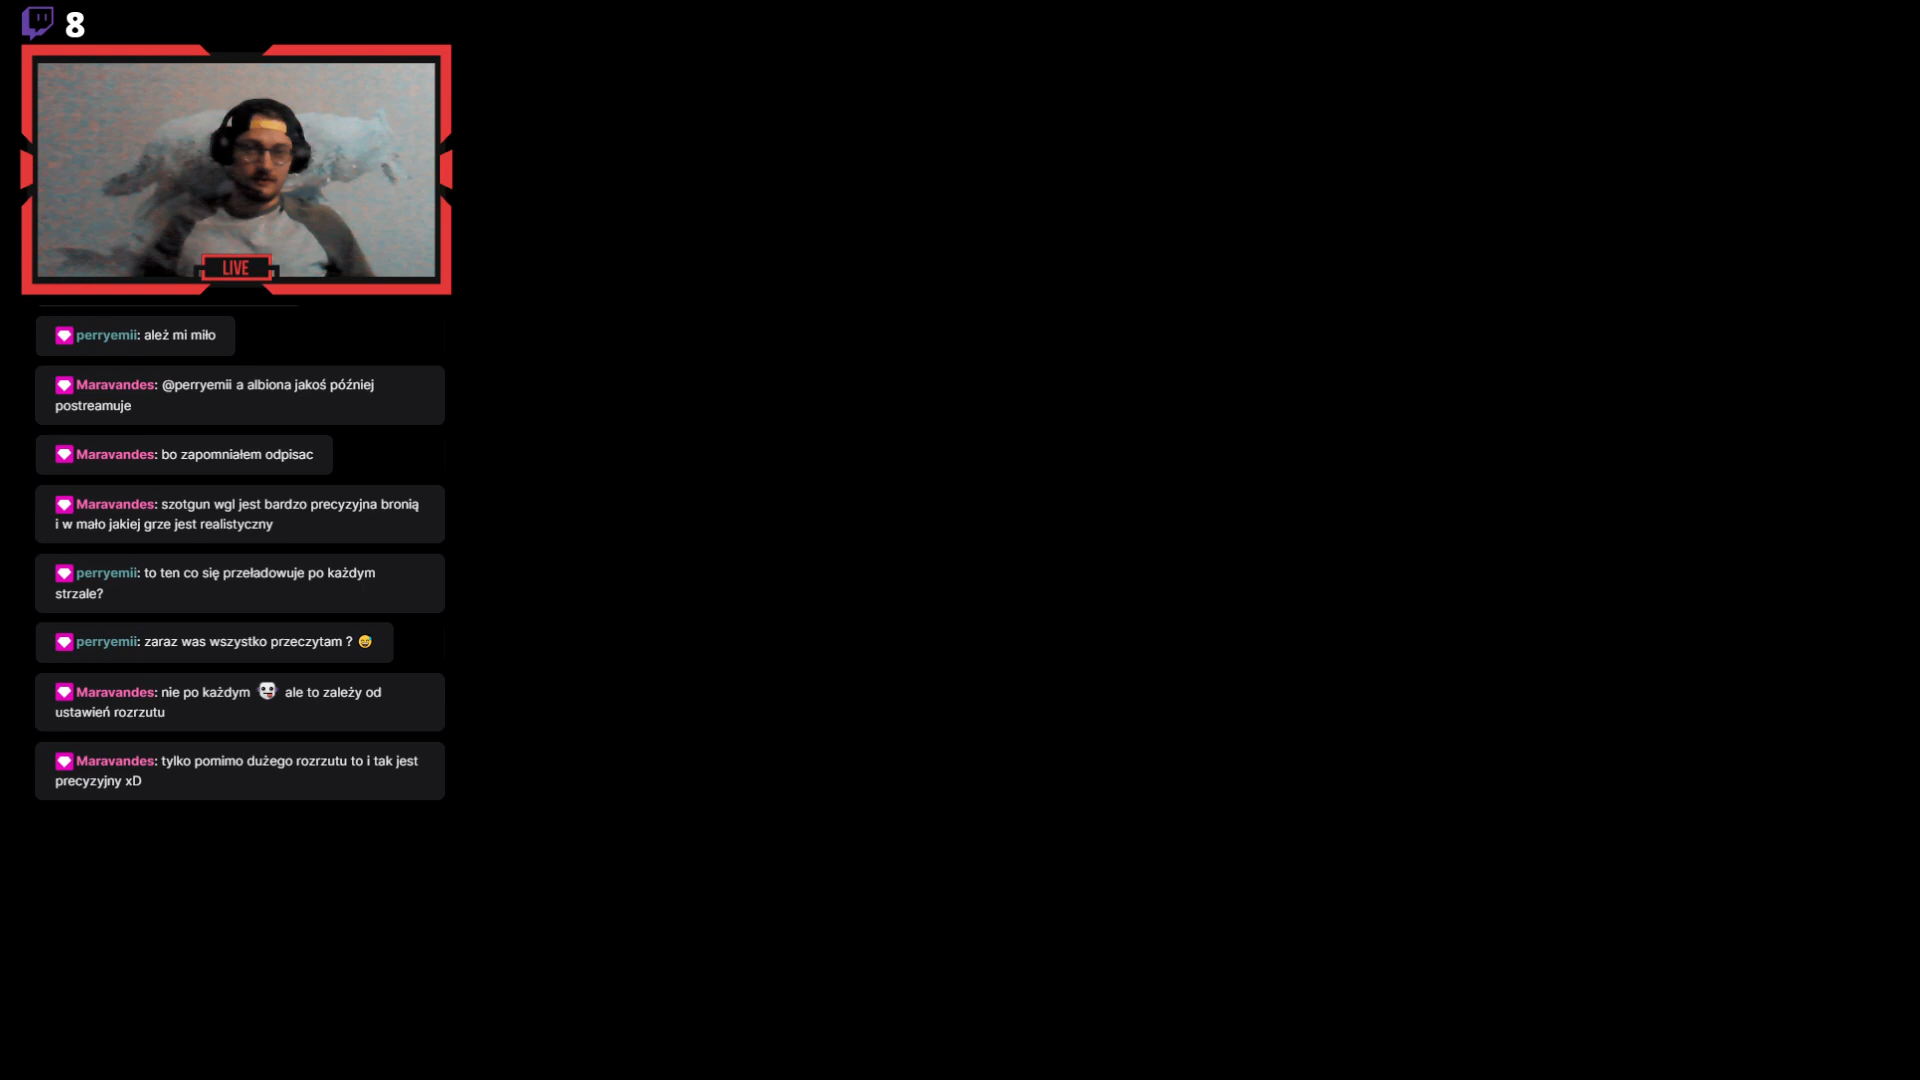 8
LIVE
perryemii: ależ mi miło
Maravandes: @perryemii a albiona jakoś później
postreamuje
Maravandes: bo zapomniałem odpisac
Maravandes: szotgun wgl jest bardzo precyzyjna bronią
i w mało jakiej grze jest realistyczny
perryemii: to ten co się przeładowuje po każdym
strzale?
perryemii: zaraz was wszystko przeczytam ? 😅
Maravandes: nie po każdym ale to zależy od
ustawień rozrzutu
Maravandes: tylko pomimo dużego rozrzutu to i tak jest
precyzyjny xD